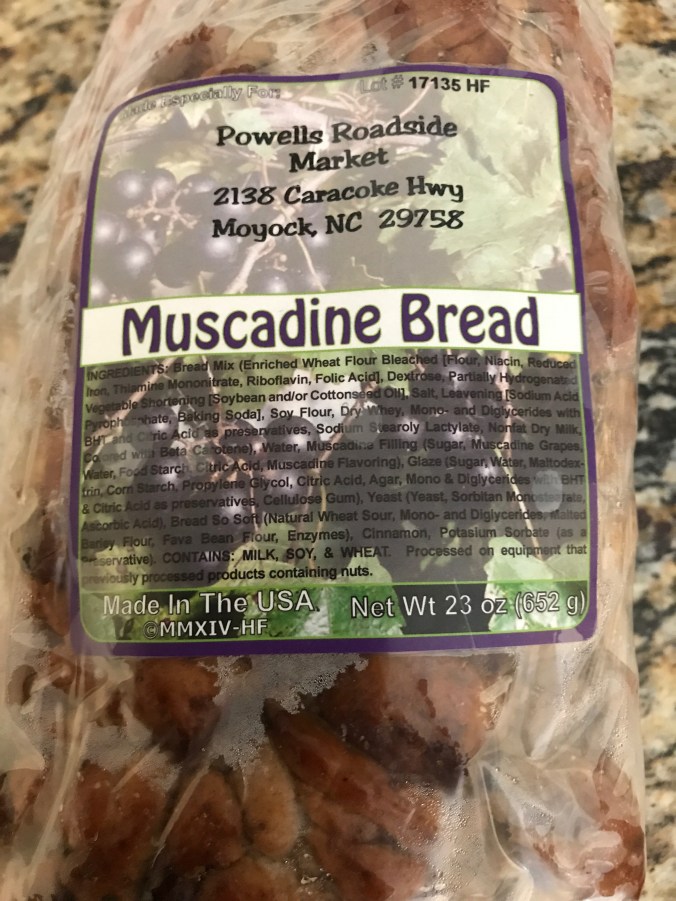 Made Especially For:
Lot # 17135 HF
Powells Roadside
Market
2138 Caracoke Hwy
Moyock, NC 29758
Muscadine Bread
INGREDIENTS: Bread Mix (Enriched Wheat Flour Bleached [Flour, Niacin, Reduced
Iron, Thiamine Mononitrate, Riboflavin, Folic Acid], Dextrose, Partially Hydrogenated
Vegetable Shortening [Soybean and/or Cottonseed Oil], Salt, Leavening [Sodium Acid
Pyrophosphate, Baking Soda], Soy Flour, Dry Whey, Mono- and Diglycerides with
BHT and Citric Acid as preservatives, Sodium Stearoly Lactylate, Nonfat Dry Milk,
Colored with Beta Carotene), Water, Muscadine Filling (Sugar, Muscadine Grapes,
Water, Food Starch, Citric Acid, Muscadine Flavoring), Glaze (Sugar, Water, Maltodex-
trin, Corn Starch, Propylene Glycol, Citric Acid, Agar, Mono & Diglycerides with BHT
& Citric Acid as preservatives, Cellulose Gum), Yeast (Yeast, Sorbitan Monostearate,
Ascorbic Acid), Bread So Soft (Natural Wheat Sour, Mono- and Diglycerides, Malted
Barley Flour, Fava Bean Flour, Enzymes), Cinnamon, Potasium Sorbate (as a
Preservative). CONTAINS: MILK, SOY, & WHEAT. Processed on equipment that
previously processed products containing nuts.
Made In The USA Net Wt 23 oz (652 g)
©MMXIV-HF